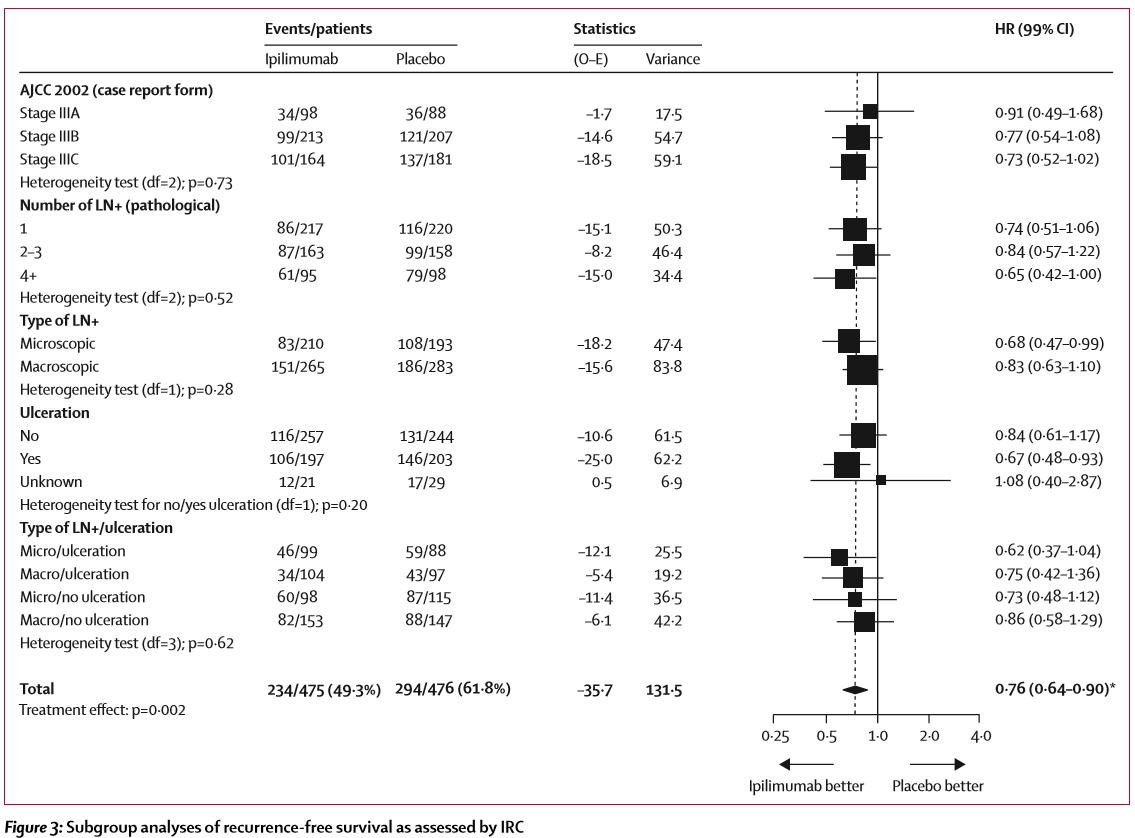 Events/patients Statistics HR (99% CI)
Ipilimumab Placebo (O–E) Variance
AJCC 2002 (case report form)
Stage IIIA 34/98 36/88 –1·7 17·5 0·91 (0·49–1·68)
Stage IIIB 99/213 121/207 –14·6 54·7 0·77 (0·54–1·08)
Stage IIIC 101/164 137/181 –18·5 59·1 0·73 (0·52–1·02)
Heterogeneity test (df=2); p=0·73
Number of LN+ (pathological)
1 86/217 116/220 –15·1 50·3 0·74 (0·51–1·06)
2–3 87/163 99/158 –8·2 46·4 0·84 (0·57–1·22)
4+ 61/95 79/98 –15·0 34·4 0·65 (0·42–1·00)
Heterogeneity test (df=2); p=0·52
Type of LN+
Microscopic 83/210 108/193 –18·2 47·4 0·68 (0·47–0·99)
Macroscopic 151/265 186/283 –15·6 83·8 0·83 (0·63–1·10)
Heterogeneity test (df=1); p=0·28
Ulceration
No 116/257 131/244 –10·6 61·5 0·84 (0·61–1·17)
Yes 106/197 146/203 –25·0 62·2 0·67 (0·48–0·93)
Unknown 12/21 17/29 0·5 6·9 1·08 (0·40–2·87)
Heterogeneity test for no/yes ulceration (df=1); p=0·20
Type of LN+/ulceration
Micro/ulceration 46/99 59/88 –12·1 25·5 0·62 (0·37–1·04)
Macro/ulceration 34/104 43/97 –5·4 19·2 0·75 (0·42–1·36)
Micro/no ulceration 60/98 87/115 –11·4 36·5 0·73 (0·48–1·12)
Macro/no ulceration 82/153 88/147 –6·1 42·2 0·86 (0·58–1·29)
Heterogeneity test (df=3); p=0·62
Total 234/475 (49·3%) 294/476 (61·8%) –35·7 131·5 0·76 (0·64–0·90)*
Treatment effect: p=0·002
0·25 0·5 1·0 2·0 4·0
Ipilimumab better Placebo better
Figure 3: Subgroup analyses of recurrence-free survival as assessed by IRC